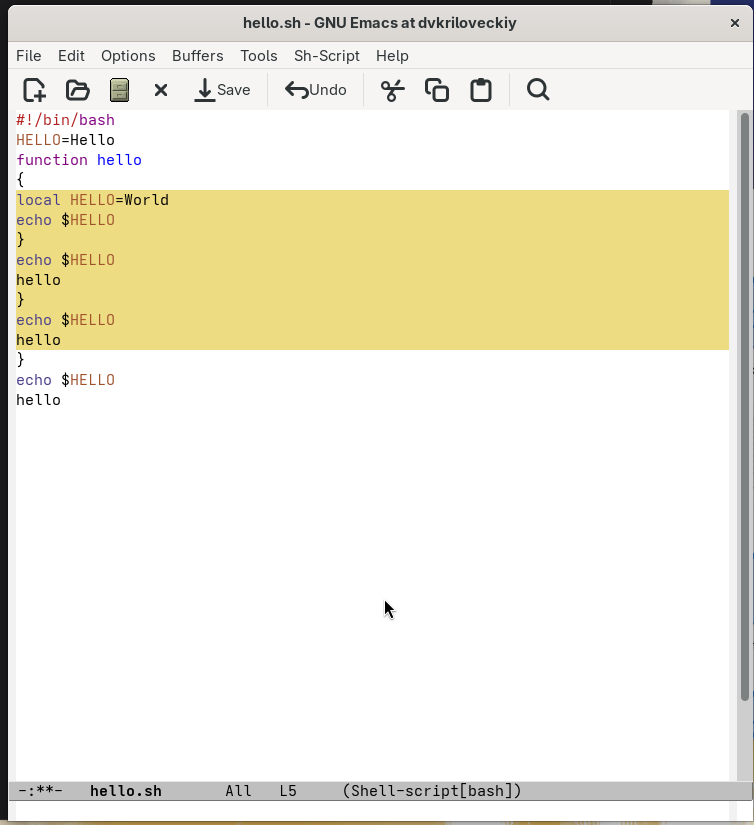 hello.sh - GNU Emacs at dvkriloveckiy
File Edit Options Buffers Tools Sh-Script Help
Save Undo
#!/bin/bash
HELLO=Hello
function hello
{
local HELLO=World
echo $HELLO
}
echo $HELLO
hello
}
echo $HELLO
hello
}
echo $HELLO
hello
-:**- hello.sh All L5 (Shell-script[bash])